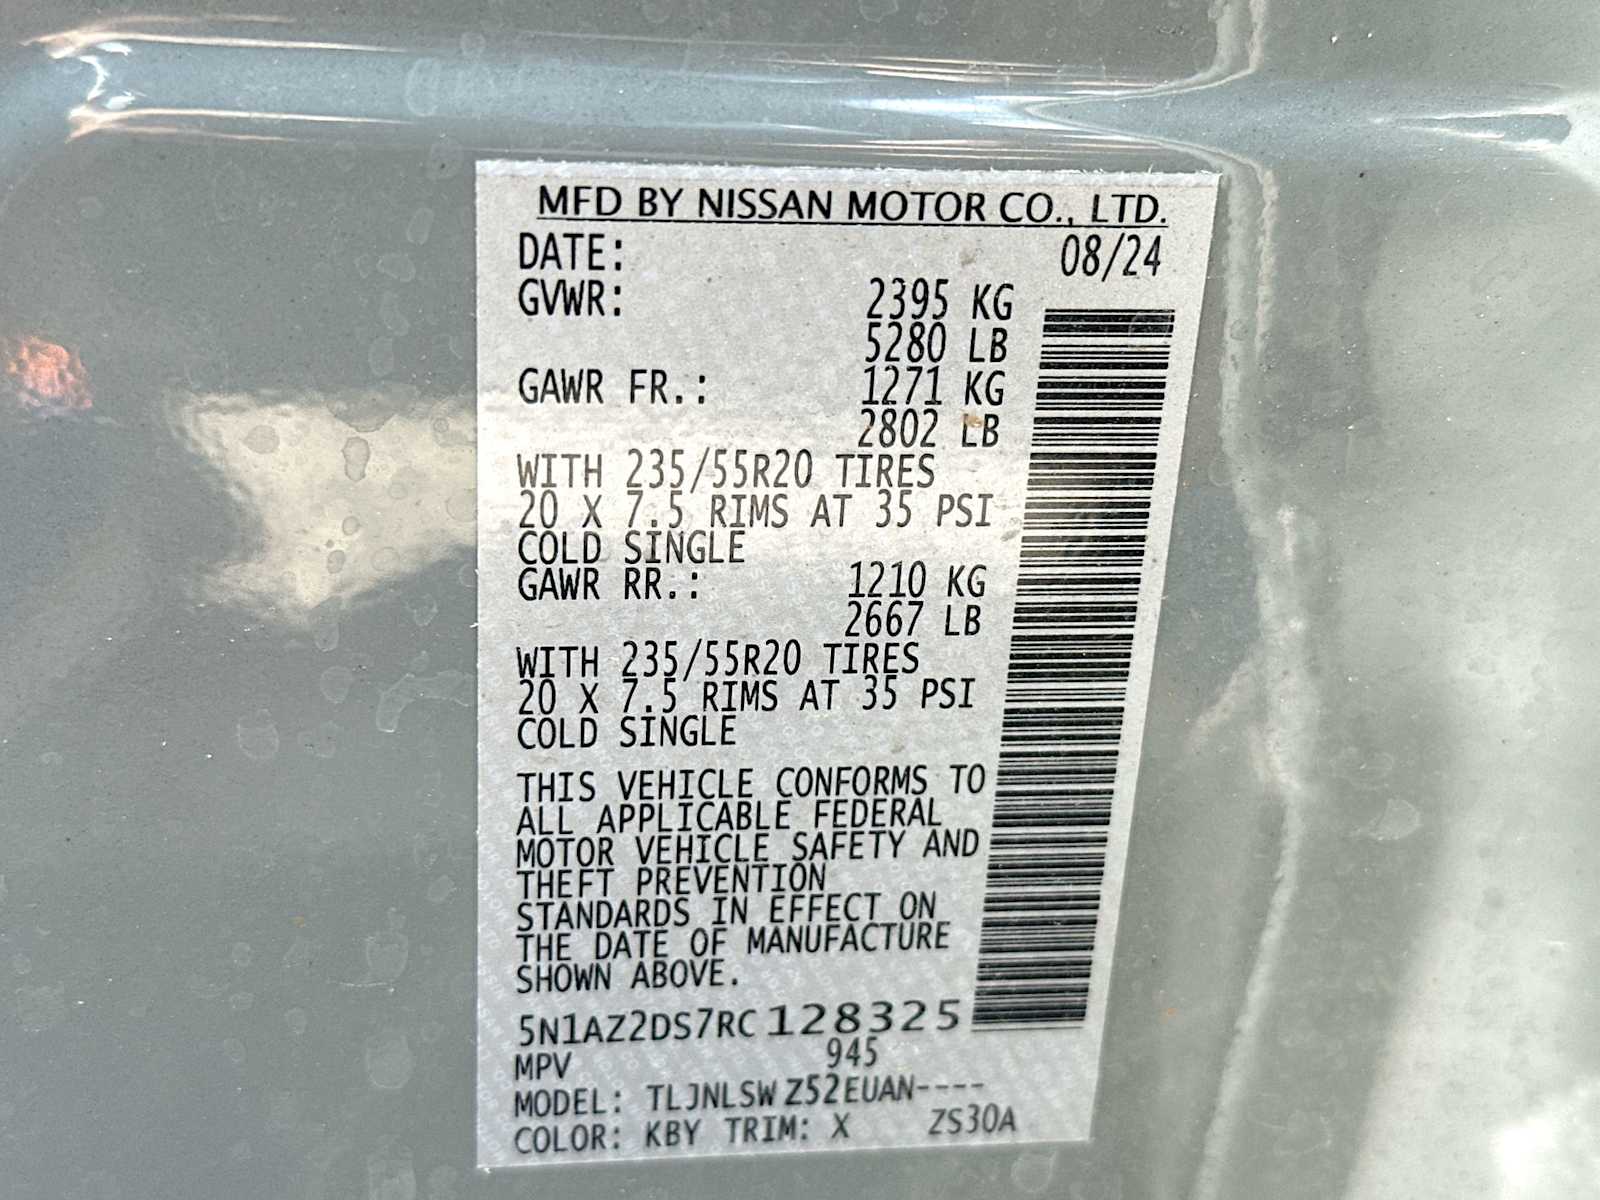 MFD BY NISSAN MOTOR CO., LTD.
DATE: 08/24
GVWR: 2395 KG
5280 LB
GAWR FR.: 1271 KG
2802 LB
WITH 235/55R20 TIRES
20 X 7.5 RIMS AT 35 PSI
COLD SINGLE
GAWR RR.: 1210 KG
2667 LB
WITH 235/55R20 TIRES
20 X 7.5 RIMS AT 35 PSI
COLD SINGLE
THIS VEHICLE CONFORMS TO
ALL APPLICABLE FEDERAL
MOTOR VEHICLE SAFETY AND
THEFT PREVENTION
STANDARDS IN EFFECT ON
THE DATE OF MANUFACTURE
SHOWN ABOVE.
5N1AZ2DS7RC128325
MPV 945
MODEL: TLJNLSW Z52EUAN----
COLOR: KBY TRIM: X ZS30A